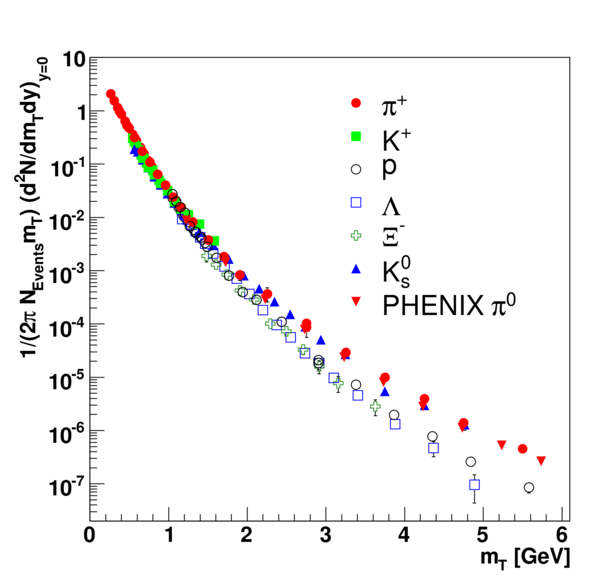 1/(2π N_Events m_T) (d²N/dm_T dy)_y=0
10
1
10⁻¹
10⁻²
10⁻³
10⁻⁴
10⁻⁵
10⁻⁶
10⁻⁷
π⁺
K⁺
p
Λ
Ξ⁻
K⁰_s
PHENIX π⁰
0 1 2 3 4 5 6
m_T [GeV]